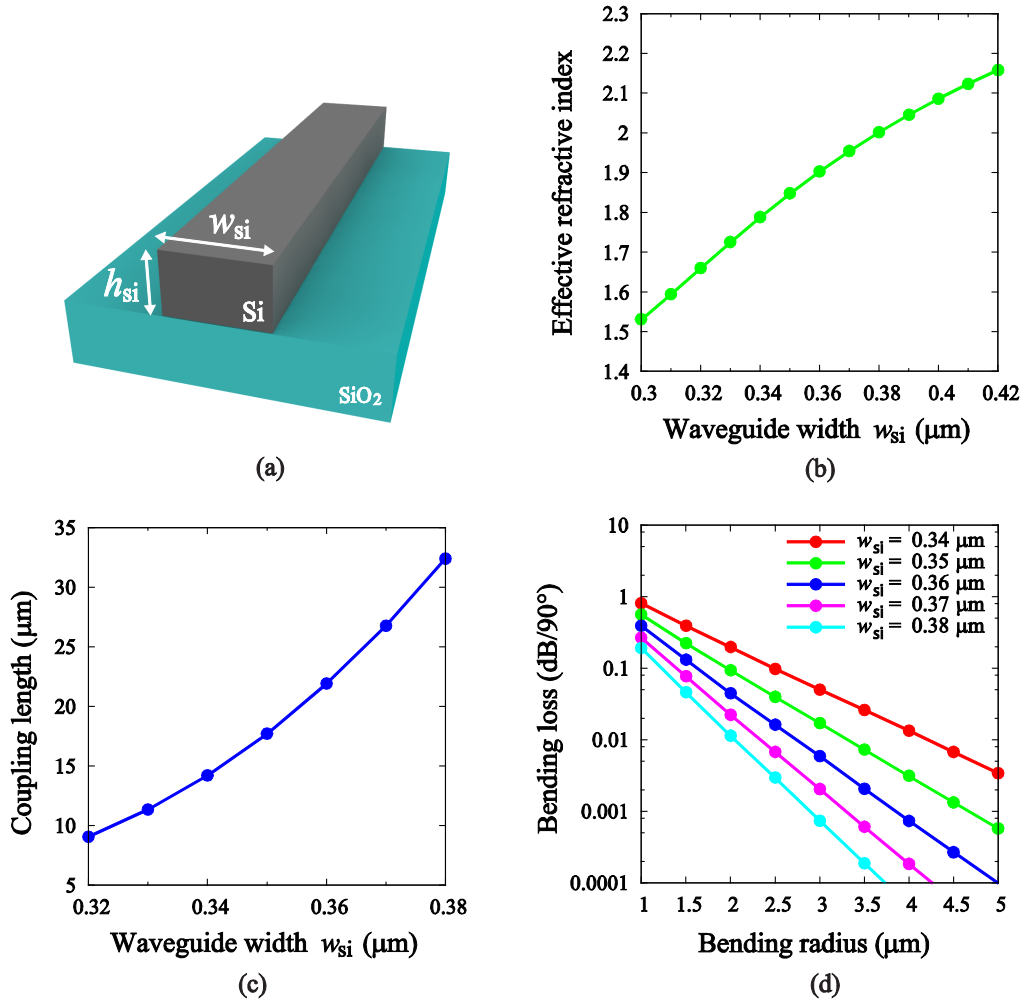 w_si
h_si
Si
SiO₂
(a)
Effective refractive index
2.3
2.2
2.1
2
1.9
1.8
1.7
1.6
1.5
1.4
0.3 0.32 0.34 0.36 0.38 0.4 0.42
Waveguide width w_si (μm)
(b)
Coupling length (μm)
35
30
25
20
15
10
5
0.32 0.34 0.36 0.38
Waveguide width w_si (μm)
(c)
Bending loss (dB/90°)
10
1
0.1
0.01
0.001
0.0001
w_si = 0.34 μm
w_si = 0.35 μm
w_si = 0.36 μm
w_si = 0.37 μm
w_si = 0.38 μm
1 1.5 2 2.5 3 3.5 4 4.5 5
Bending radius (μm)
(d)